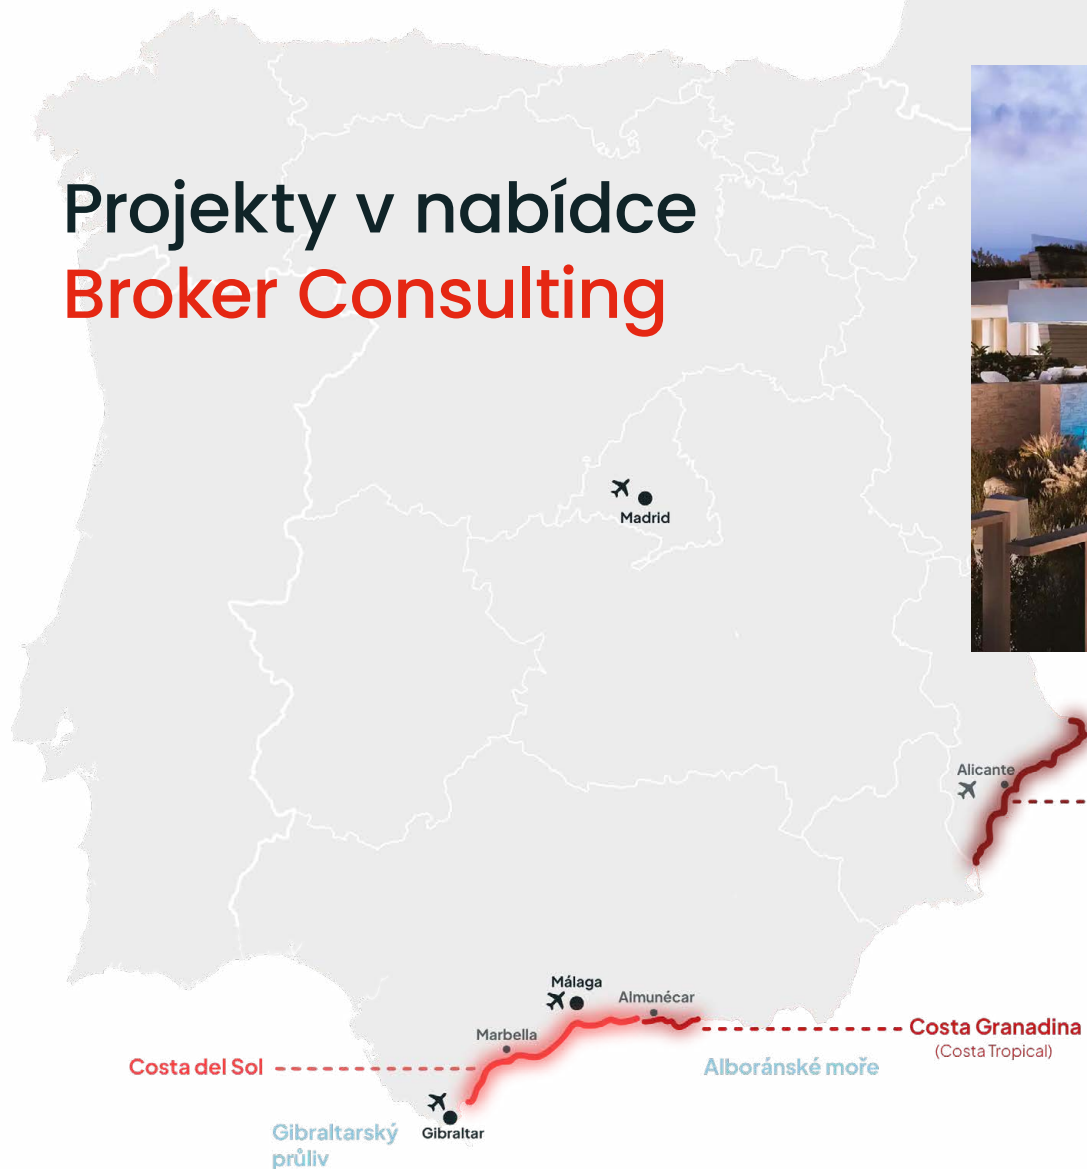 Projekty v nabídce
Broker Consulting
Madrid
Alicante
Málaga
Almunécar
Marbella
Costa Granadina
(Costa Tropical)
Costa del Sol
Alboránské moře
Gibraltarský
průliv
Gibraltar